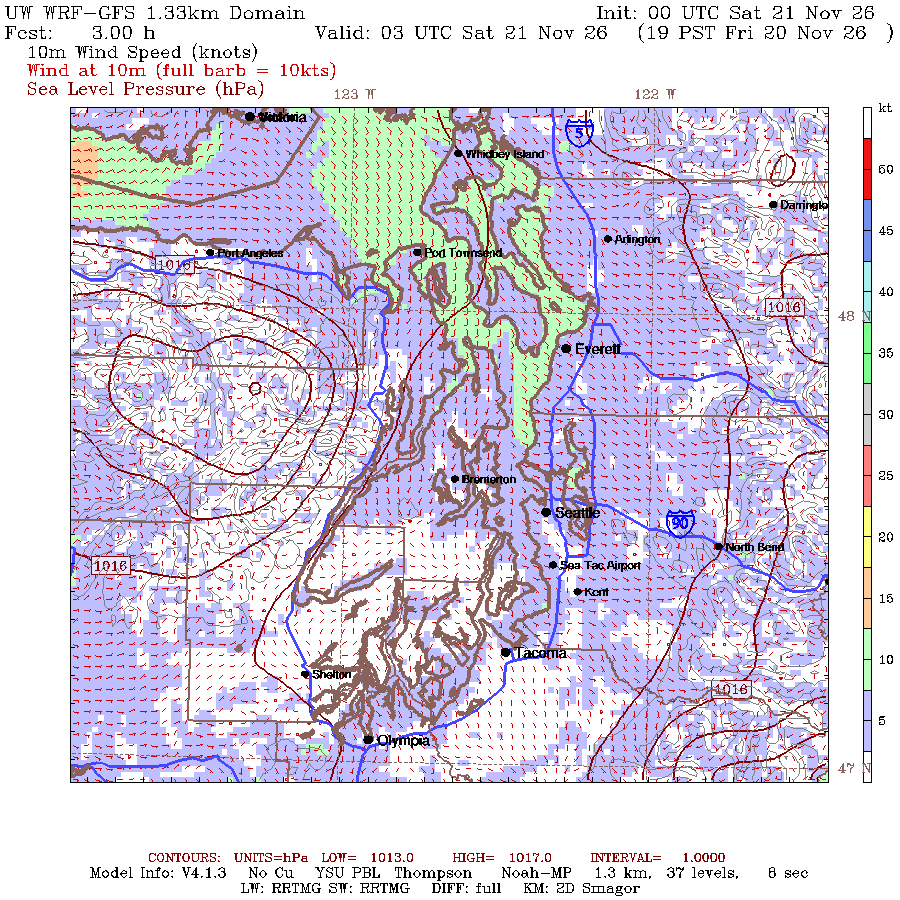 UW WRF-GFS 1.33km Domain Init: 00 UTC Sat 21 Nov 26
Fcst: 3.00 h Valid: 03 UTC Sat 21 Nov 26 (19 PST Fri 20 Nov 26 )
10m Wind Speed (knots)
Wind at 10m (full barb = 10kts)
Sea Level Pressure (hPa)
123 W 122 W
kt
Victoria
5
Whidbey Island
60
Darringto
45
Arlington
Port Angeles
Port Townsend
1016
40
1016
48 N
Everett
35
30
25
Bremerton
Seattle
90
20
North Bend
1016
Sea Tac Airport
Kent
15
Tacoma
10
Shelton
1016
5
Olympia
47 N
CONTOURS: UNITS=hPa LOW= 1013.0 HIGH= 1017.0 INTERVAL= 1.0000
Model Info: V4.1.3 No Cu YSU PBL Thompson Noah-MP 1.3 km, 37 levels, 8 sec
LW: RRTMG SW: RRTMG DIFF: full KM: 2D Smagor